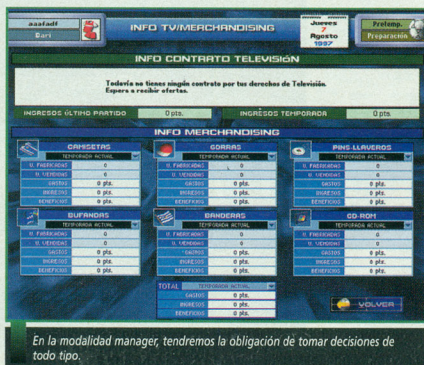 aaafadf
Bari
INFO TV/MERCHANDISING
Jueves
7
Agosto
1997
Pretemp.
Preparación
INFO CONTRATO TELEVISIÓN
Todavía no tienes ningún contrato por tus derechos de Televisión.
Espera a recibir ofertas.
INGRESOS ÚLTIMO PARTIDO 0 pts. INGRESOS TEMPORADA 0 pts.
INFO MERCHANDISING
CAMISETAS
TEMPORADA ACTUAL
U. FABRICADAS 0
U. VENDIDAS 0
GASTOS 0 pts.
INGRESOS 0 pts.
BENEFICIOS 0 pts.
GORRAS
TEMPORADA ACTUAL
U. FABRICADAS 0
U. VENDIDAS 0
GASTOS 0 pts.
INGRESOS 0 pts.
BENEFICIOS 0 pts.
PINS-LLAVEROS
TEMPORADA ACTUAL
U. FABRICADAS 0
U. VENDIDAS 0
GASTOS 0 pts.
INGRESOS 0 pts.
BENEFICIOS 0 pts.
BUFANDAS
TEMPORADA ACTUAL
U. FABRICADAS 0
U. VENDIDAS 0
GASTOS 0 pts.
INGRESOS 0 pts.
BENEFICIOS 0 pts.
BANDERAS
TEMPORADA ACTUAL
U. FABRICADAS 0
U. VENDIDAS 0
GASTOS 0 pts.
INGRESOS 0 pts.
BENEFICIOS 0 pts.
CD-ROM
TEMPORADA ACTUAL
U. FABRICADAS 0
U. VENDIDAS 0
GASTOS 0 pts.
INGRESOS 0 pts.
BENEFICIOS 0 pts.
TOTAL TEMPORADA ACTUAL
GASTOS 0 pts.
INGRESOS 0 pts.
BENEFICIOS 0 pts.
VOLVER
En la modalidad manager, tendremos la obligación de tomar decisiones de
todo tipo.